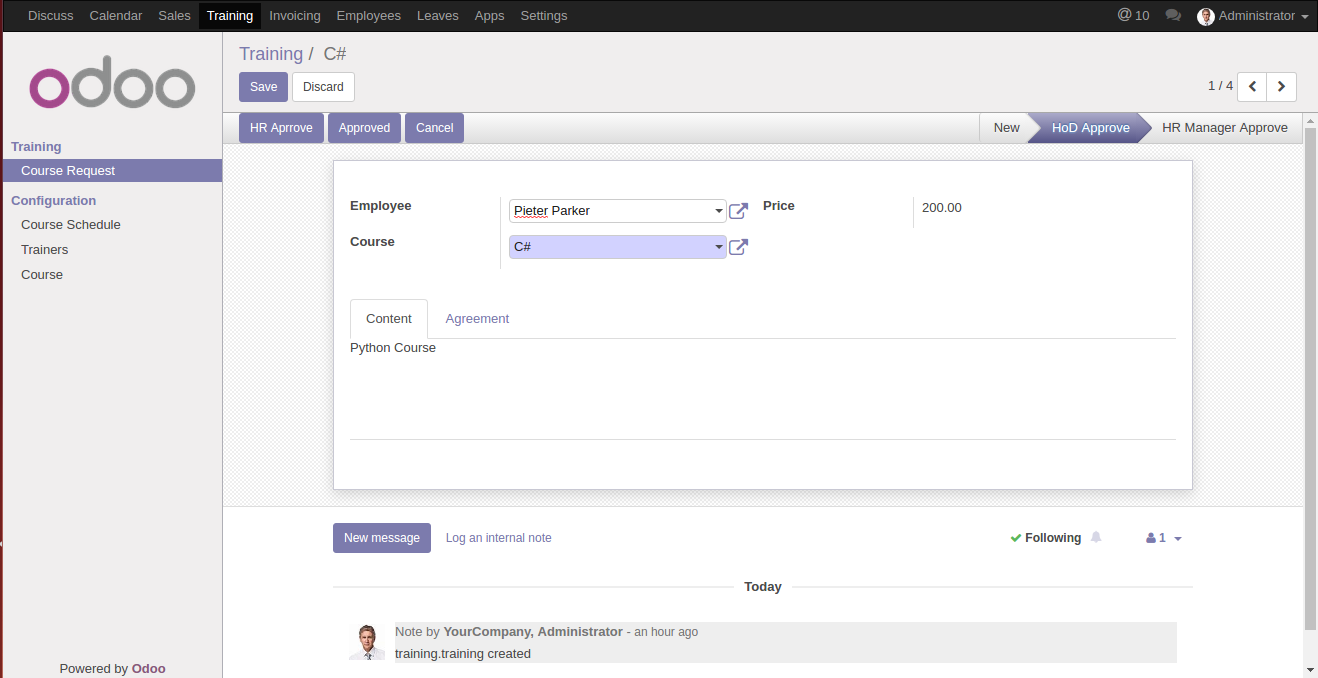 Discuss Calendar Sales Training Invoicing Employees Leaves Apps Settings @ 10 Administrator
odoo
Training
Course Request
Configuration
Course Schedule
Trainers
Course
Powered by Odoo
Training / C#
Save Discard 1 / 4
HR Aprrove Approved Cancel New HoD Approve HR Manager Approve
Employee Pieter Parker Price 200.00
Course C#
Content Agreement
Python Course
New message Log an internal note Following 1
Today
Note by YourCompany, Administrator - an hour ago
training.training created